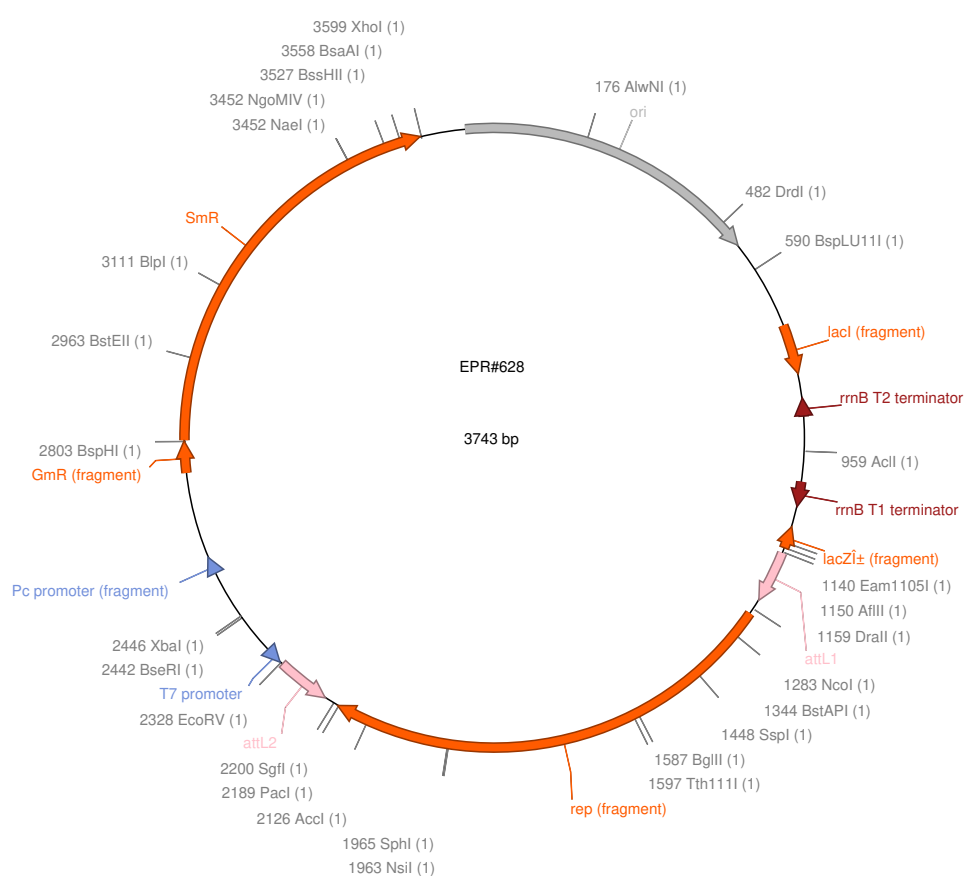 3599 XhoI (1)
3558 BsaAI (1)
3527 BssHII (1)
3452 NgoMIV (1)
3452 NaeI (1)
176 AlwNI (1)
ori
482 DrdI (1)
590 BspLU11I (1)
SmR
3111 BlpI (1)
2963 BstEII (1)
lacI (fragment)
EPR#628
rrnB T2 terminator
3743 bp
2803 BspHI (1)
959 AclI (1)
GmR (fragment)
rrnB T1 terminator
lacZÎ± (fragment)
Pc promoter (fragment)
1140 Eam1105I (1)
1150 AflII (1)
1159 DraII (1)
2446 XbaI (1)
attL1
2442 BseRI (1)
1283 NcoI (1)
T7 promoter
1344 BstAPI (1)
2328 EcoRV (1)
1448 SspI (1)
attL2
1587 BglII (1)
2200 SgfI (1)
1597 Tth111I (1)
2189 PacI (1)
rep (fragment)
2126 AccI (1)
1965 SphI (1)
1963 NsiI (1)